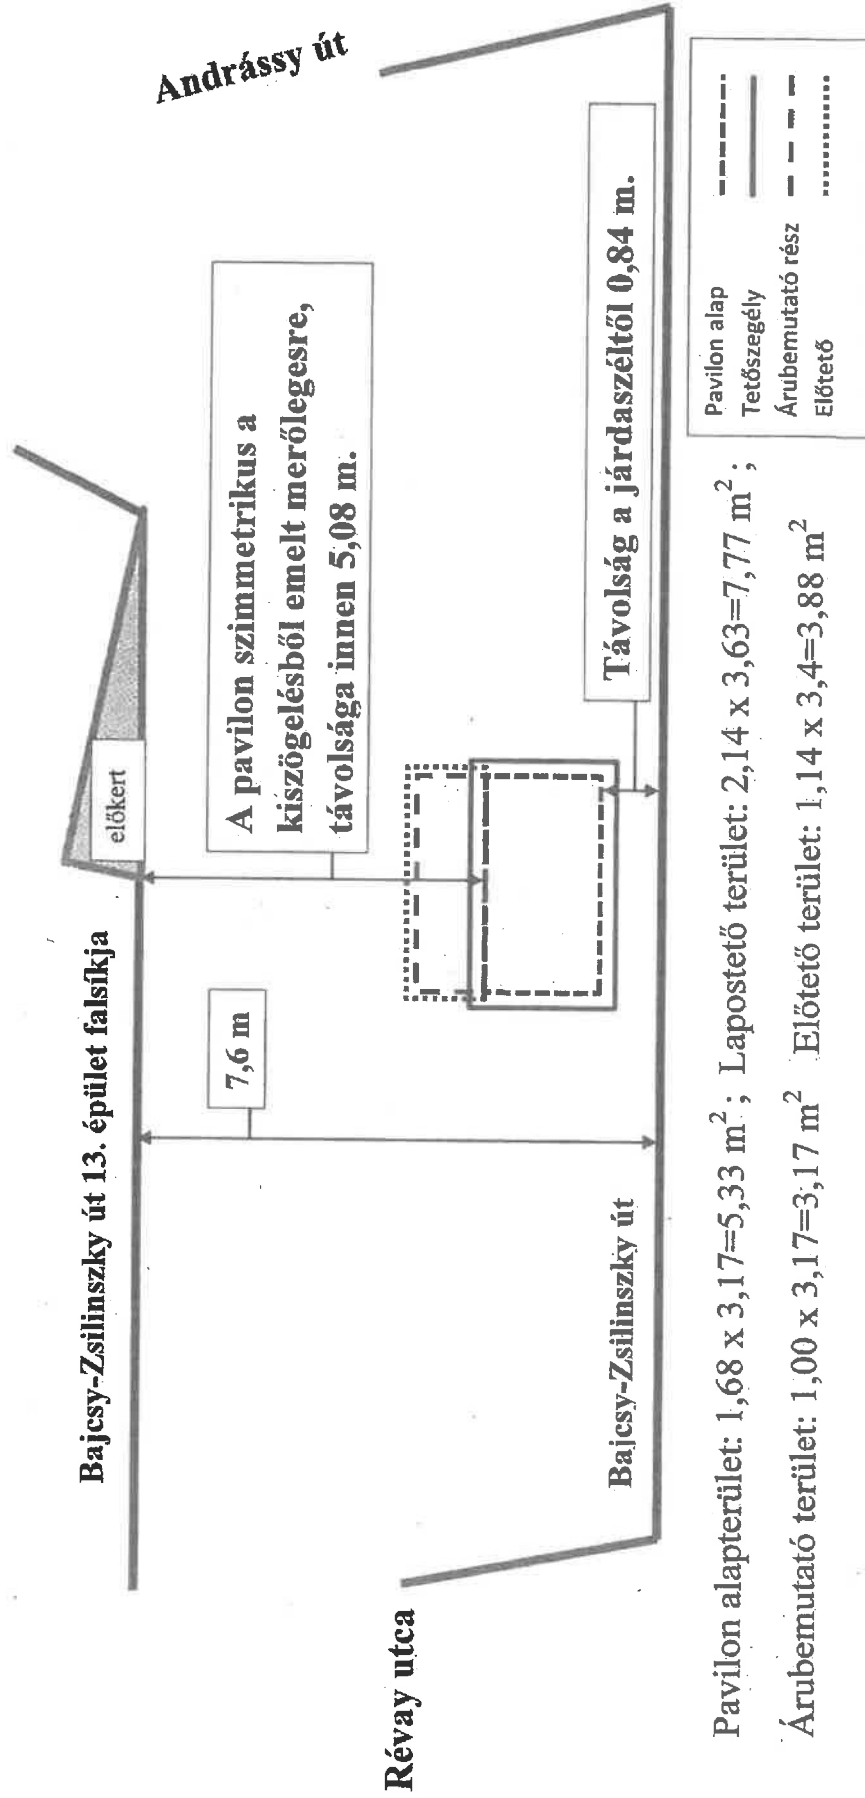 Andrássy út
Bajcsy-Zsilinszky út 13. épület falsíkja
előkert
7,6 m
A pavilon szimmetrikus a
kiszögelésből emelt merőlegesre,
távolsága innen 5,08 m.
Távolság a járdaszéltől 0,84 m.
Révay utca
Bajcsy-Zsilinszky út
Pavilon alapterület: 1,68 x 3,17=5,33 m²; Lapostető terület: 2,14 x 3,63=7,77 m²;
Árubemutató terület: 1,00 x 3,17=3,17 m² Előtető terület: 1,14 x 3,4=3,88 m²
Pavilon alap
Tetőszegély
Árubemutató rész
Előtető